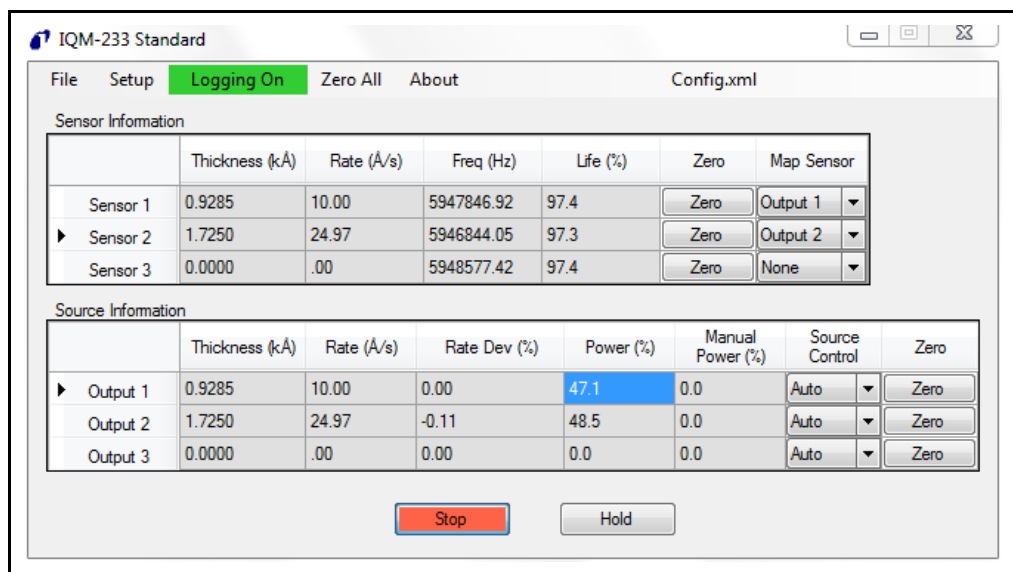 IQM-233 Standard
File Setup Logging On Zero All About Config.xml
Sensor Information
Thickness (kÅ) Rate (Å/s) Freq (Hz) Life (%) Zero Map Sensor
Sensor 1 0.9285 10.00 5947846.92 97.4 Zero Output 1
Sensor 2 1.7250 24.97 5946844.05 97.3 Zero Output 2
Sensor 3 0.0000 .00 5948577.42 97.4 Zero None
Source Information
Thickness (kÅ) Rate (Å/s) Rate Dev (%) Power (%) Manual Power (%) Source Control Zero
Output 1 0.9285 10.00 0.00 47.1 0.0 Auto Zero
Output 2 1.7250 24.97 -0.11 48.5 0.0 Auto Zero
Output 3 0.0000 .00 0.00 0.0 0.0 Auto Zero
Stop Hold